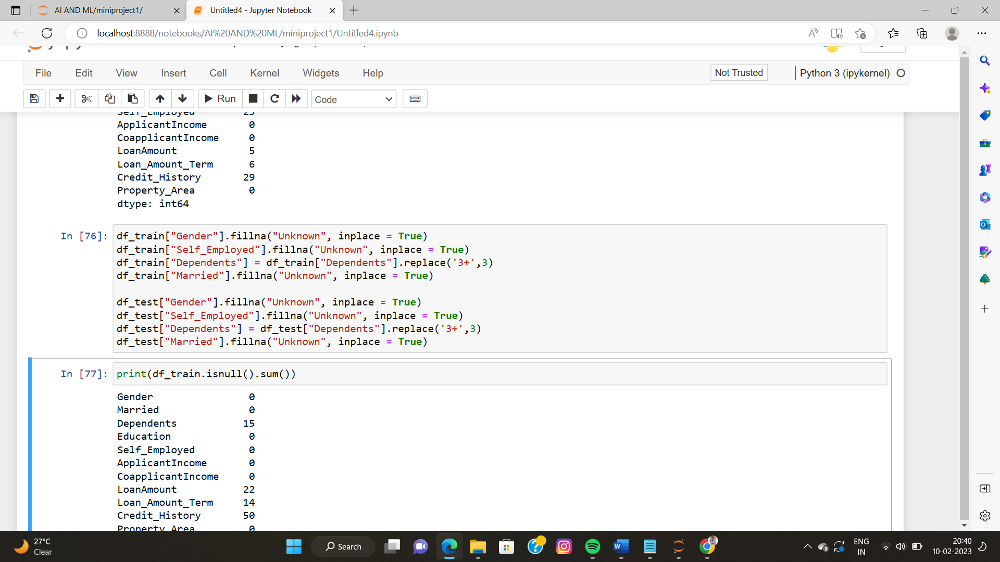 AI AND ML/miniproject1/
Untitled4 - Jupyter Notebook
localhost:8888/notebooks/AI%20AND%20ML/miniproject1/Untitled4.ipynb
File Edit View Insert Cell Kernel Widgets Help
Not Trusted
Python 3 (ipykernel)
Run
Code
Self_Employed 23
ApplicantIncome 0
CoapplicantIncome 0
LoanAmount 5
Loan_Amount_Term 6
Credit_History 29
Property_Area 0
dtype: int64
In [76]:
df_train["Gender"].fillna("Unknown", inplace = True)
df_train["Self_Employed"].fillna("Unknown", inplace = True)
df_train["Dependents"] = df_train["Dependents"].replace('3+',3)
df_train["Married"].fillna("Unknown", inplace = True)
df_test["Gender"].fillna("Unknown", inplace = True)
df_test["Self_Employed"].fillna("Unknown", inplace = True)
df_test["Dependents"] = df_test["Dependents"].replace('3+',3)
df_test["Married"].fillna("Unknown", inplace = True)
In [77]:
print(df_train.isnull().sum())
Gender 0
Married 0
Dependents 15
Education 0
Self_Employed 0
ApplicantIncome 0
CoapplicantIncome 0
LoanAmount 22
Loan_Amount_Term 14
Credit_History 50
Property_Area 0
27°C
Clear
Search
ENG
IN
20:40
10-02-2023